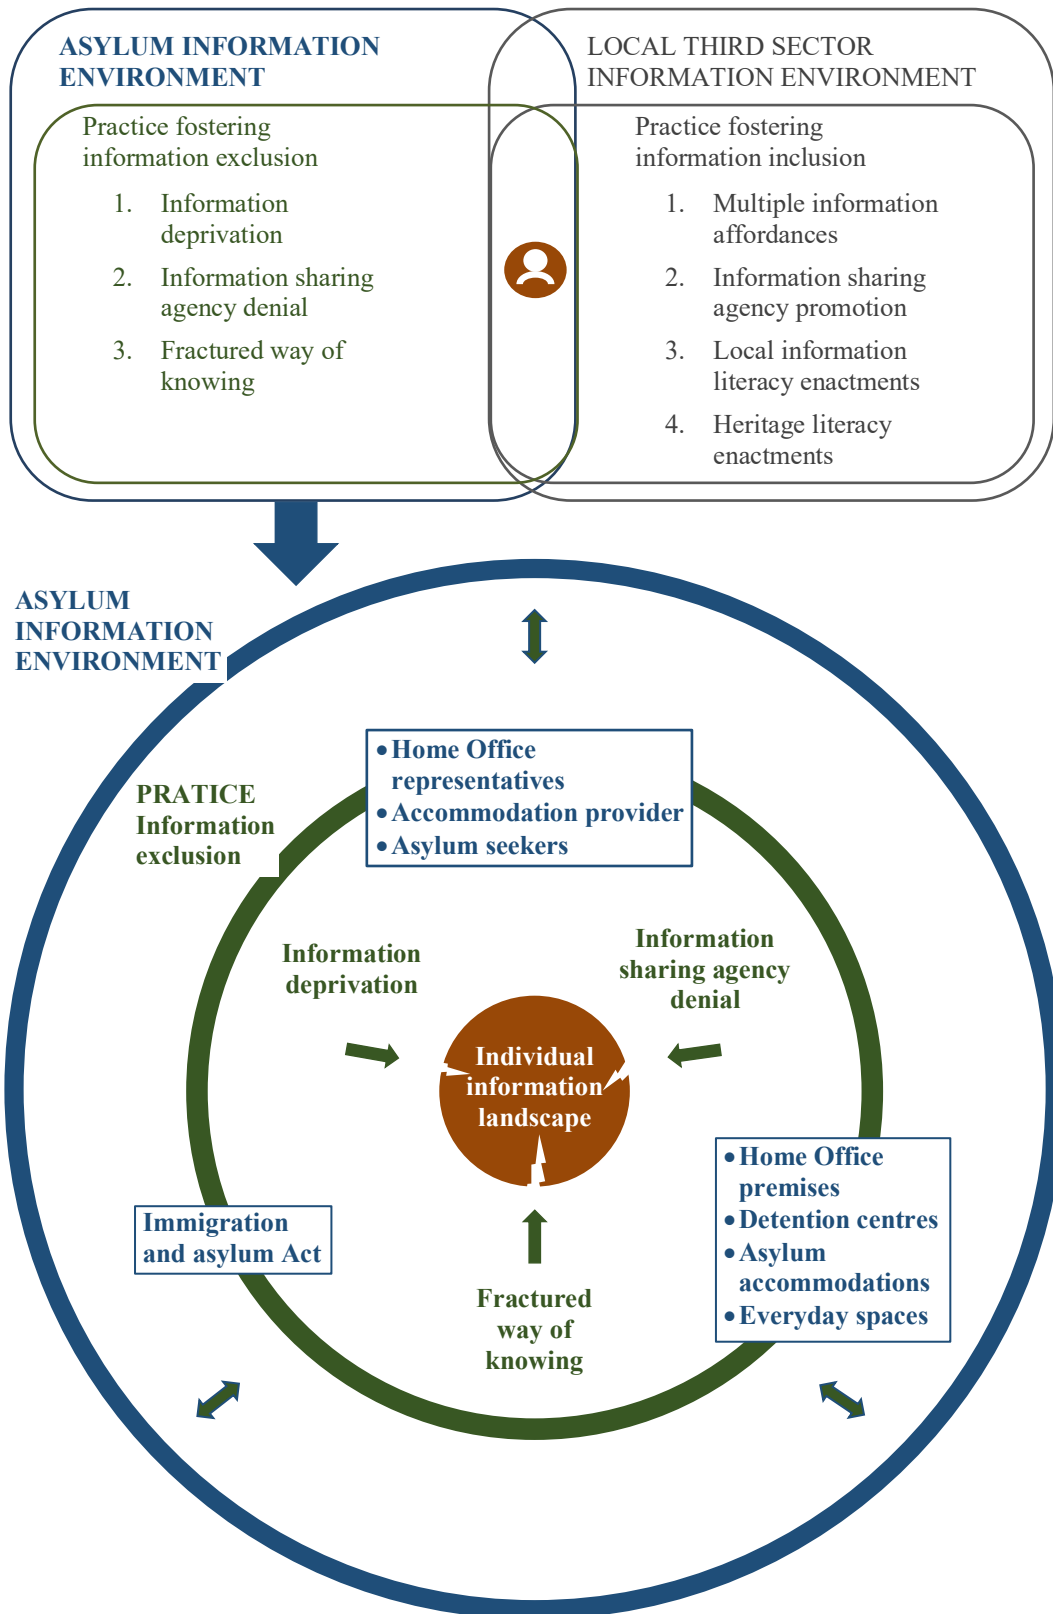 ASYLUM INFORMATION
ENVIRONMENT
Practice fostering
information exclusion
1. Information
deprivation
2. Information sharing
agency denial
3. Fractured way of
knowing
LOCAL THIRD SECTOR
INFORMATION ENVIRONMENT
Practice fostering
information inclusion
1. Multiple information
affordances
2. Information sharing
agency promotion
3. Local information
literacy enactments
4. Heritage literacy
enactments
ASYLUM
INFORMATION
ENVIRONMENT
PRATICE
Information
exclusion
• Home Office
representatives
• Accommodation provider
• Asylum seekers
Information
deprivation
Information
sharing agency
denial
Individual
information
landscape
Immigration
and asylum Act
Fractured
way of
knowing
• Home Office
premises
• Detention centres
• Asylum
accommodations
• Everyday spaces